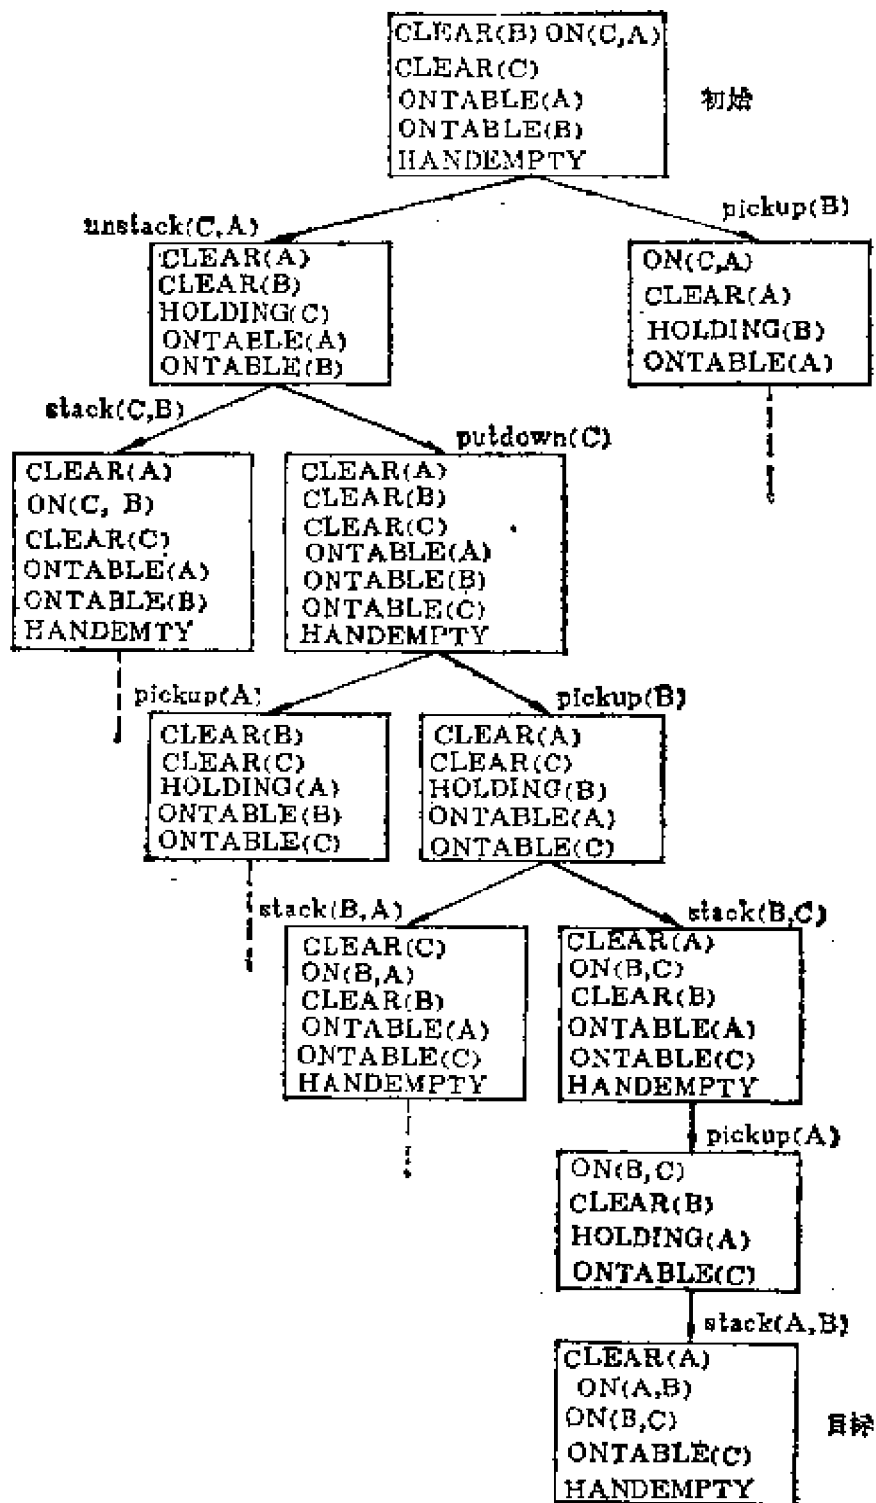 CLEAR(B) ON(C,A)
CLEAR(C)
ONTABLE(A)
ONTABLE(B)
HANDEMPTY
初始
unstack(C,A)
pickup(B)
CLEAR(A)
CLEAR(B)
HOLDING(C)
ONTABLE(A)
ONTABLE(B)
ON(C,A)
CLEAR(A)
HOLDING(B)
ONTABLE(A)
stack(C,B)
putdown(C)
CLEAR(A)
ON(C, B)
CLEAR(C)
ONTABLE(A)
ONTABLE(B)
HANDEMTY
CLEAR(A)
CLEAR(B)
CLEAR(C)
ONTABLE(A)
ONTABLE(B)
ONTABLE(C)
HANDEMPTY
pickup(A)
pickup(B)
CLEAR(B)
CLEAR(C)
HOLDING(A)
ONTABLE(B)
ONTABLE(C)
CLEAR(A)
CLEAR(C)
HOLDING(B)
ONTABLE(A)
ONTABLE(C)
stack(B,A)
stack(B,C)
CLEAR(C)
ON(B,A)
CLEAR(B)
ONTABLE(A)
ONTABLE(C)
HANDEMPTY
CLEAR(A)
ON(B,C)
CLEAR(B)
ONTABLE(A)
ONTABLE(C)
HANDEMPTY
pickup(A)
ON(B,C)
CLEAR(B)
HOLDING(A)
ONTABLE(C)
stack(A,B)
CLEAR(A)
ON(A,B)
ON(B,C)
ONTABLE(C)
HANDEMPTY
目标